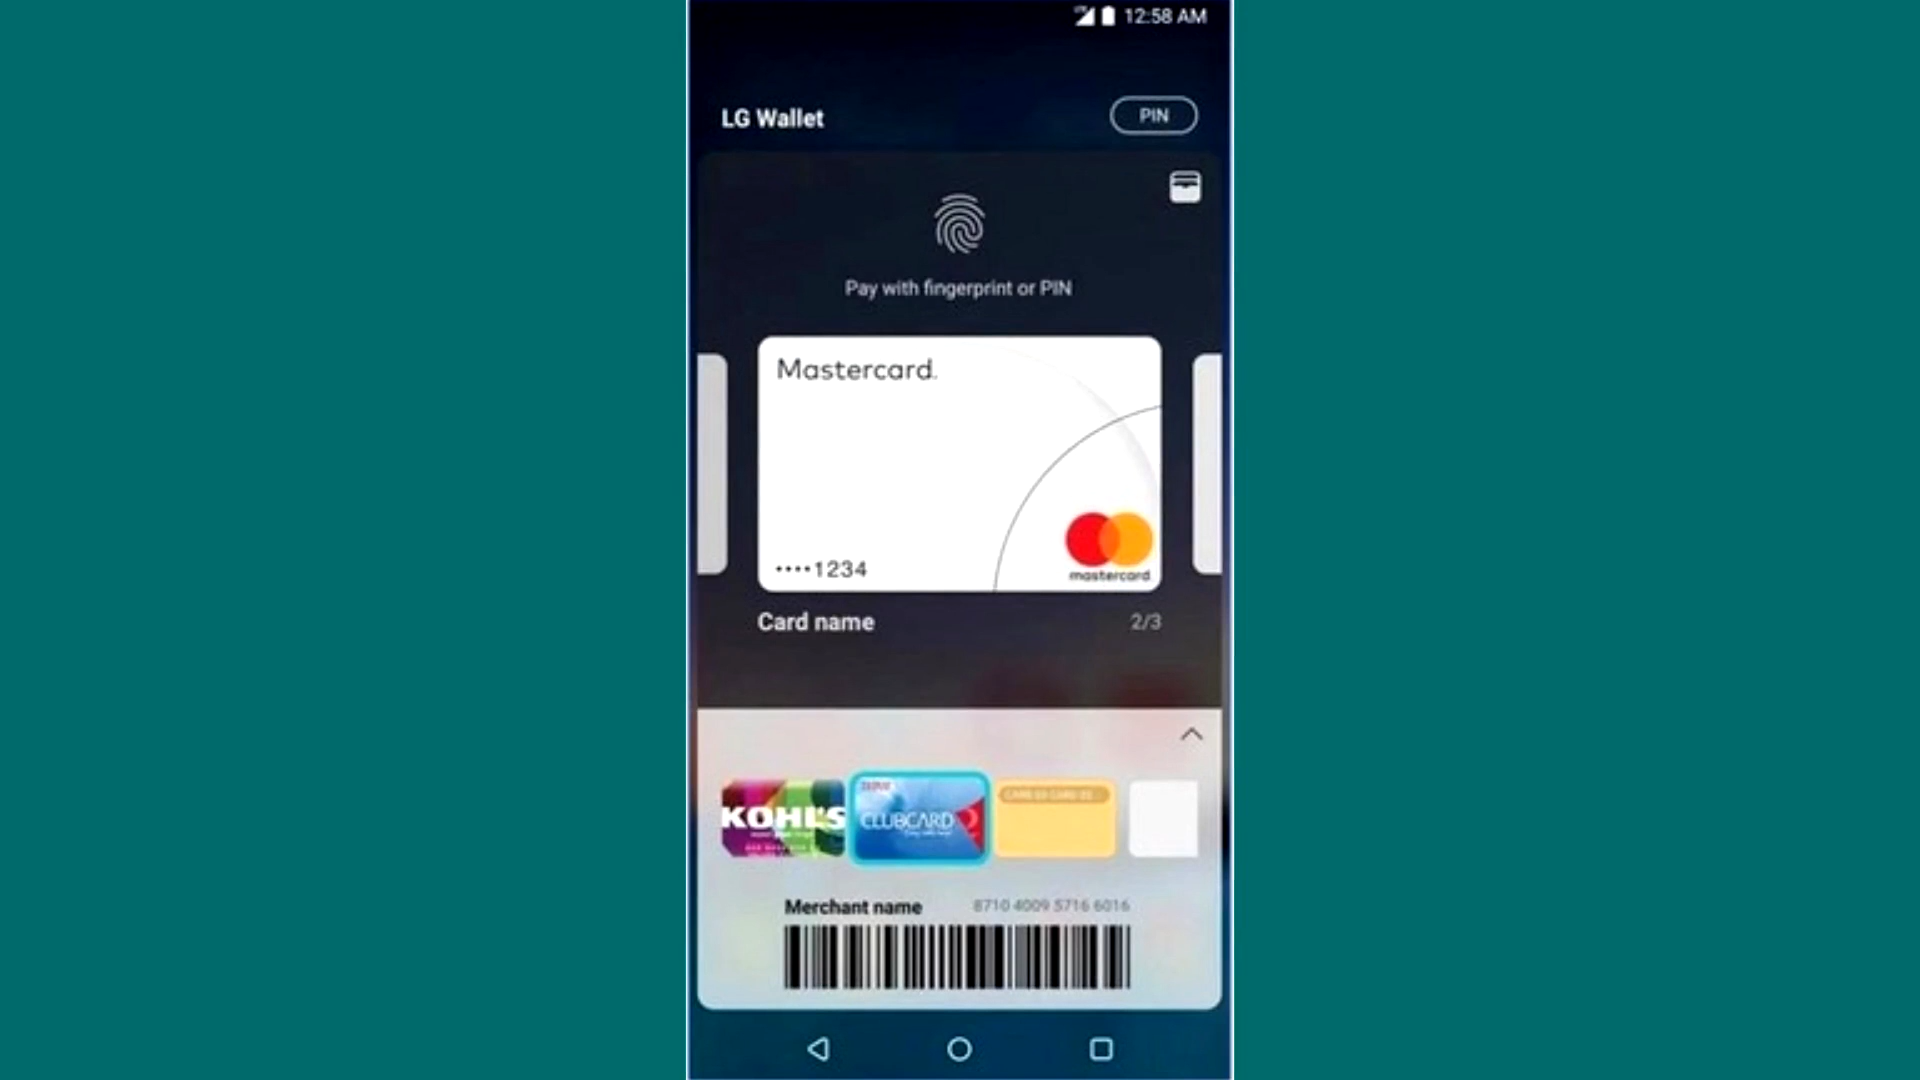 12:58 AM
LG Wallet
PIN
Pay with fingerprint or PIN
Mastercard.
••••1234
mastercard
Card name
2/3
KOHL'S
CLUBCARD
Merchant name
8710 4009 5716 6016